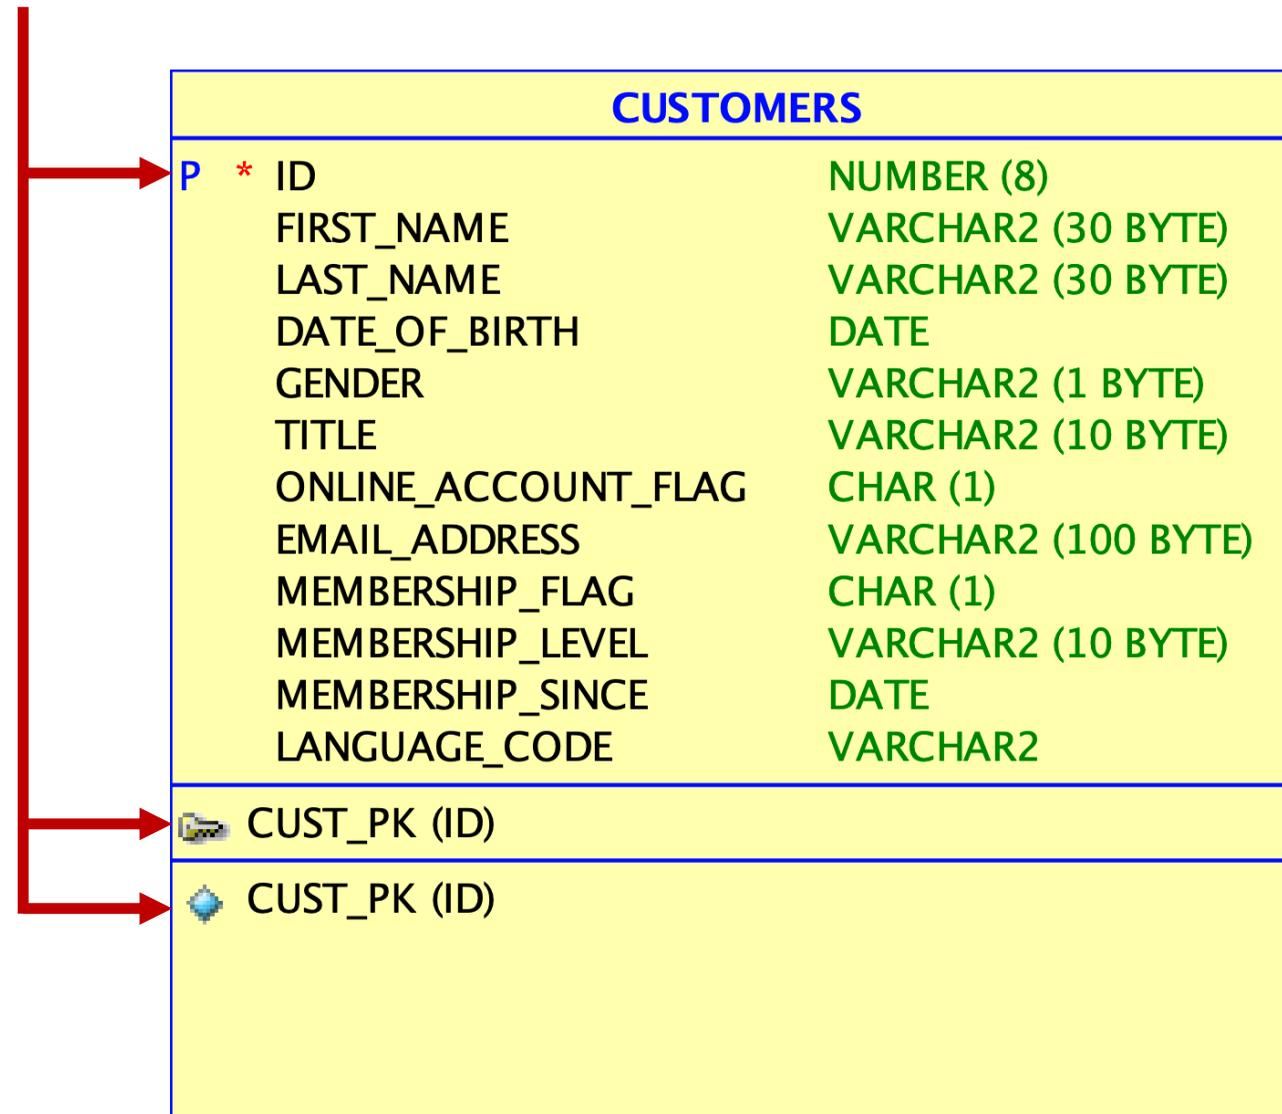 CUSTOMERS
P * ID NUMBER (8)
FIRST_NAME VARCHAR2 (30 BYTE)
LAST_NAME VARCHAR2 (30 BYTE)
DATE_OF_BIRTH DATE
GENDER VARCHAR2 (1 BYTE)
TITLE VARCHAR2 (10 BYTE)
ONLINE_ACCOUNT_FLAG CHAR (1)
EMAIL_ADDRESS VARCHAR2 (100 BYTE)
MEMBERSHIP_FLAG CHAR (1)
MEMBERSHIP_LEVEL VARCHAR2 (10 BYTE)
MEMBERSHIP_SINCE DATE
LANGUAGE_CODE VARCHAR2
CUST_PK (ID)
CUST_PK (ID)